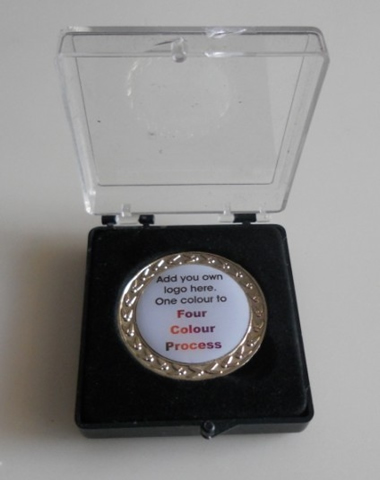 Add you own
logo here.
One colour to
Four
Colour
Process